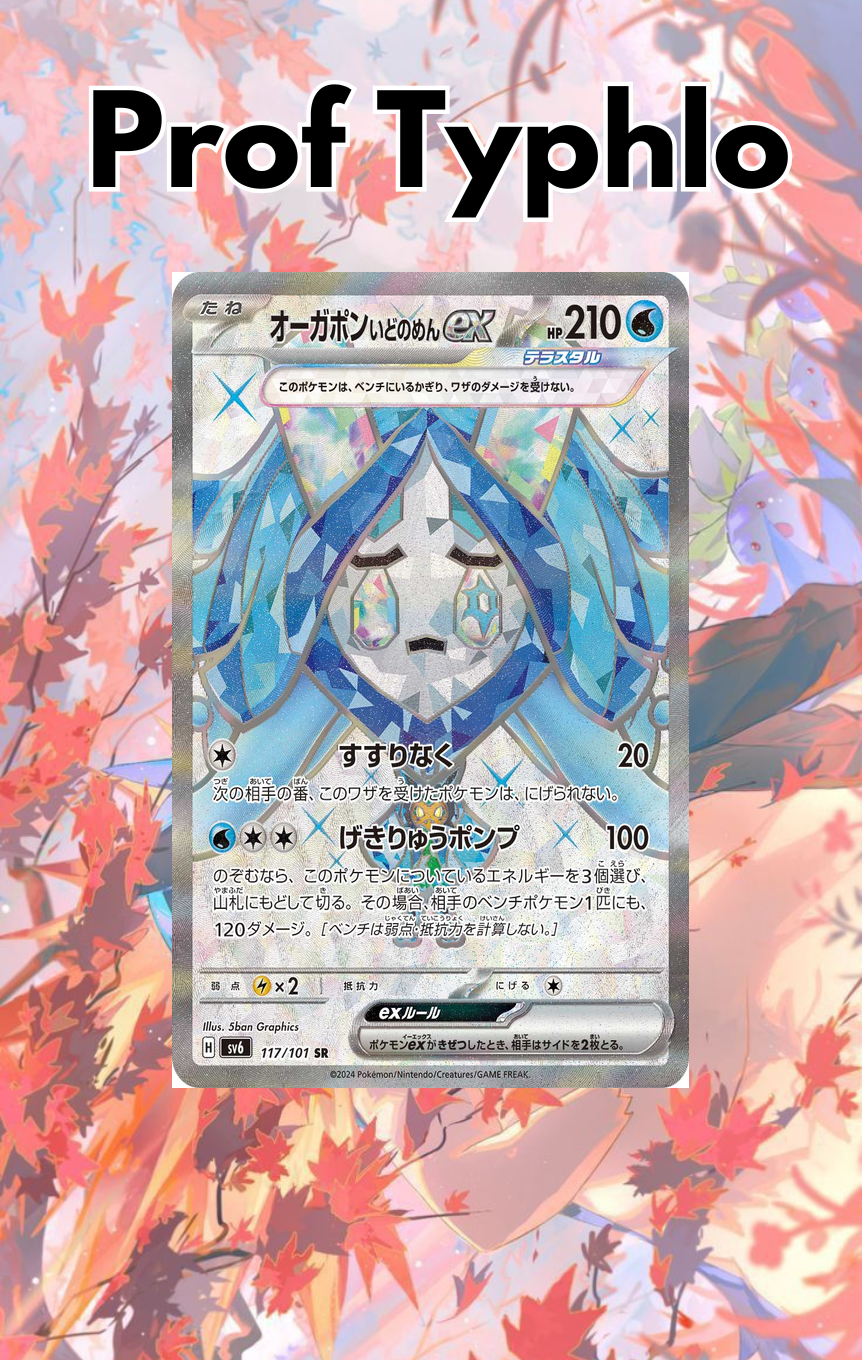 Prof Typhlo
たね
オーガポンいどのめんex HP210
テラスタル
このポケモンは、ベンチにいるかぎり、ワザのダメージを受けない。
すすりなく 20
次の相手の番、このワザを受けたポケモンは、にげられない。
げきりゅうポンプ 100
のぞむなら、このポケモンについているエネルギーを3個選び、
山札にもどして切る。その場合、相手のベンチポケモン1匹にも、
120ダメージ。[ベンチは弱点・抵抗力を計算しない。]
弱点 ×2 抵抗力 にげる
exルール
ポケモンexがきぜつしたとき、相手はサイドを2枚とる。
Illus. 5ban Graphics
H sv6 117/101 SR
©2024 Pokémon/Nintendo/Creatures/GAME FREAK.